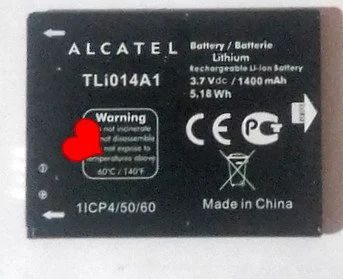 ALCATEL
TLi014A1
Battery / Batterie
Lithium
Rechargeable Li-ion Battery
3.7 Vdc / 1400 mAh
5.18 Wh
Warning
not incinerate
not disassemble
not expose to
temperatures above
60°C / 140°F
CE
1ICP4/50/60
Made in China